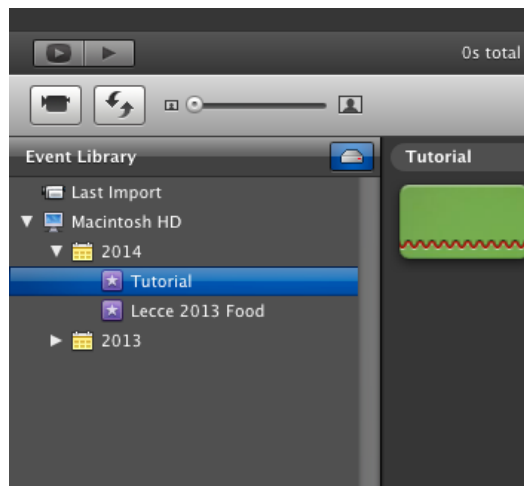 0s total
Event Library
Tutorial
Last Import
Macintosh HD
2014
Tutorial
Lecce 2013 Food
2013